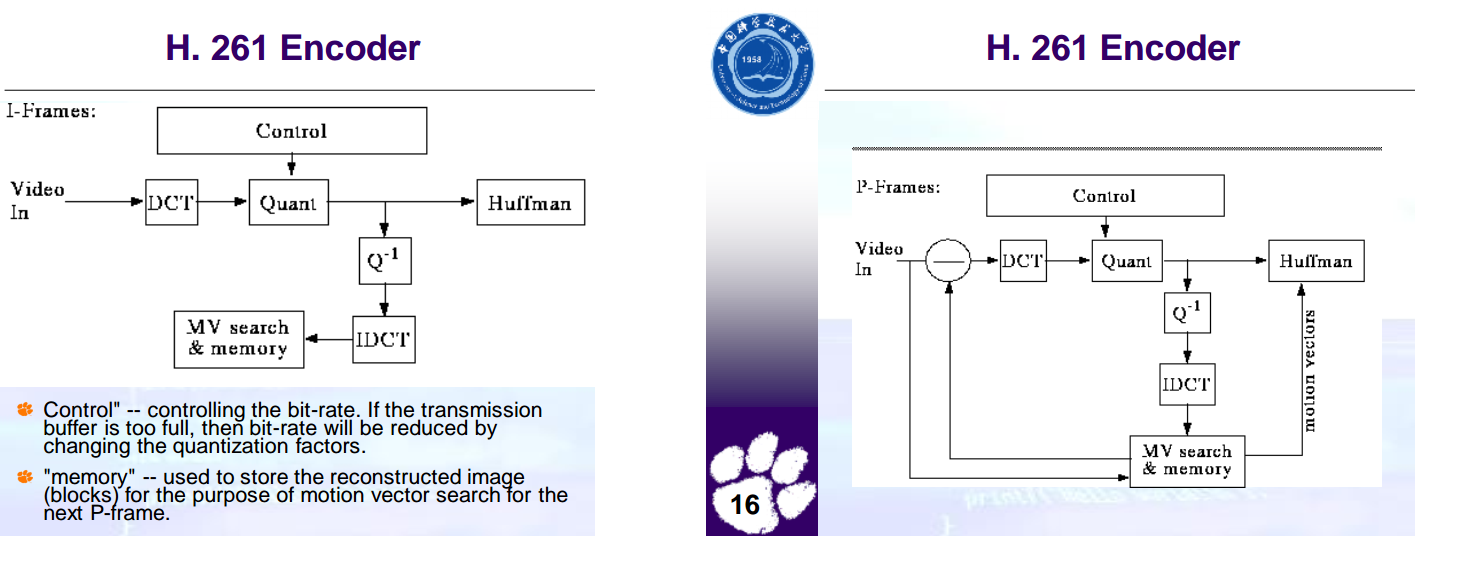 H. 261 Encoder
I-Frames:
Control
Video
In
DCT
Quant
Huffman
Q-1
MV search
& memory
IDCT
Control" -- controlling the bit-rate. If the transmission
buffer is too full, then bit-rate will be reduced by
changing the quantization factors.
"memory" -- used to store the reconstructed image
(blocks) for the purpose of motion vector search for the
next P-frame.
1958
16
H. 261 Encoder
P-Frames:
Control
Video
In
DCT
Quant
Huffman
Q-1
IDCT
motion vectors
MV search
& memory